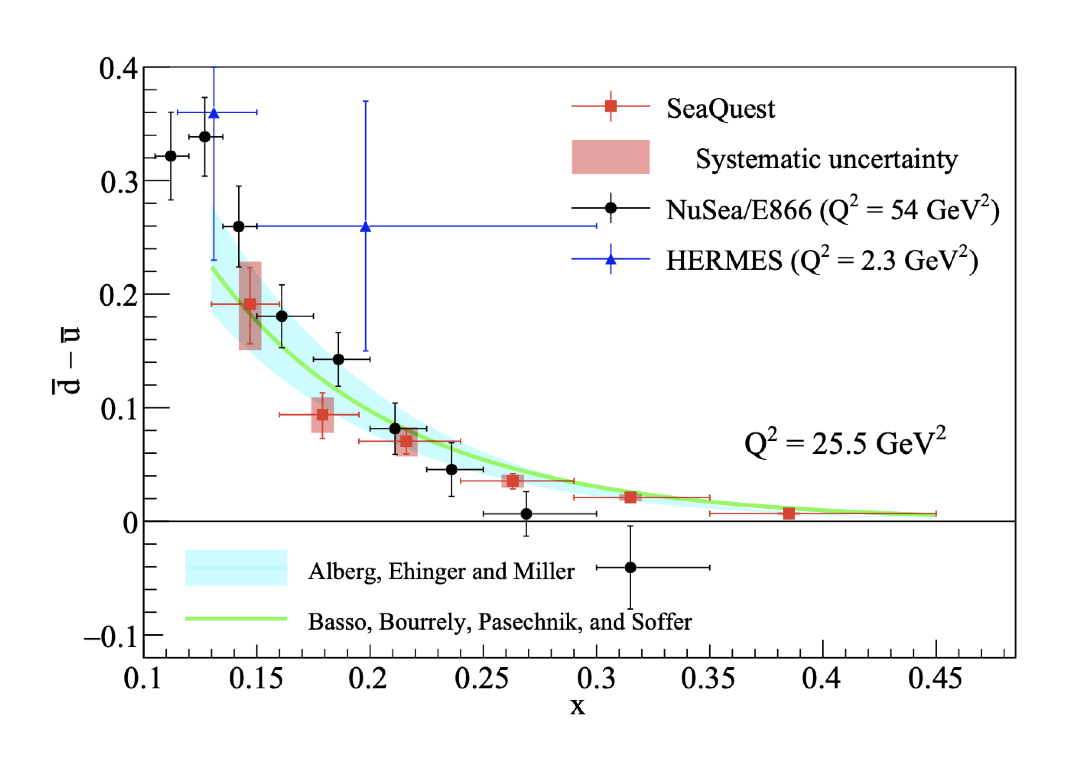 0.4
0.3
0.2
0.1
0
−0.1
d̅ − u̅
SeaQuest
Systematic uncertainty
NuSea/E866 (Q² = 54 GeV²)
HERMES (Q² = 2.3 GeV²)
Q² = 25.5 GeV²
Alberg, Ehinger and Miller
Basso, Bourrely, Pasechnik, and Soffer
0.1 0.15 0.2 0.25 0.3 0.35 0.4 0.45
x